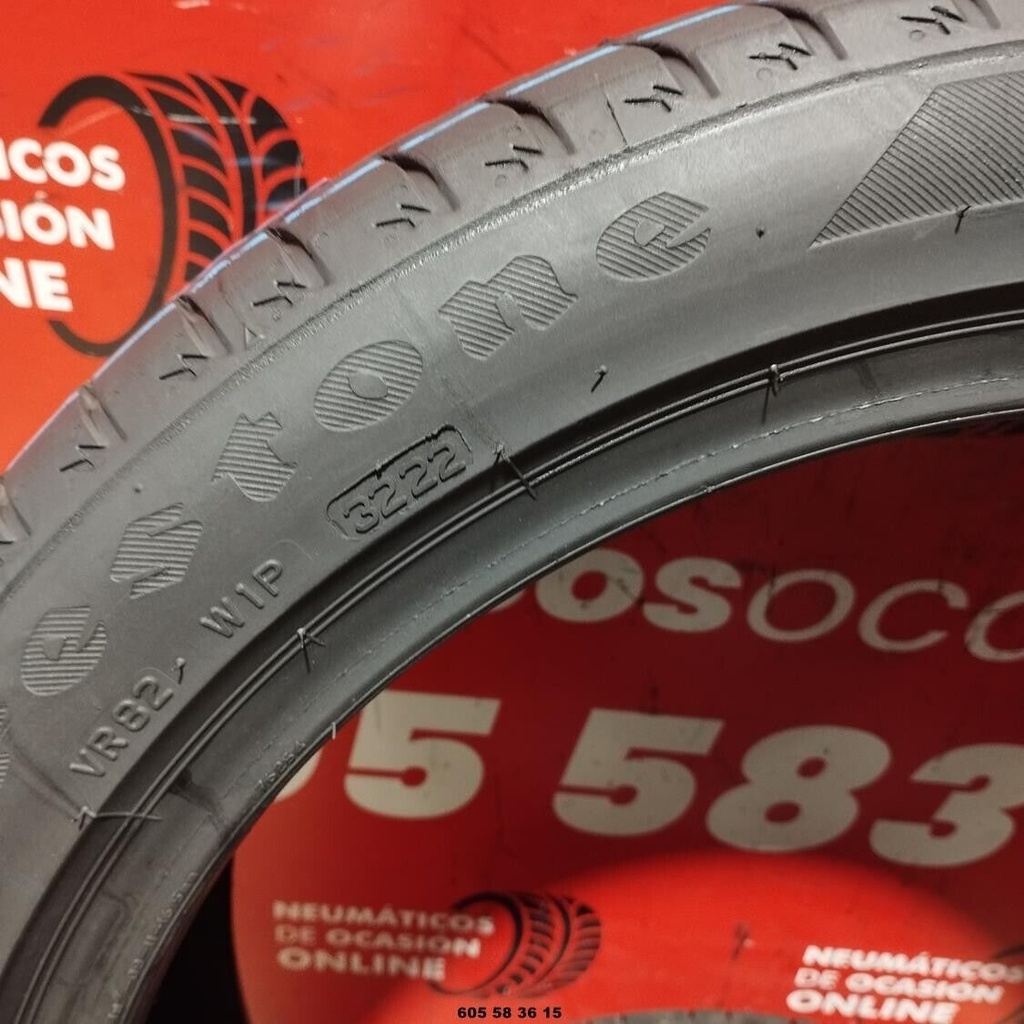 ICOS
SIÓN
NE
estone
3222
W1P
VR82
OSOCO
5 583
NEUMÁTICOS
DE OCASIÓN
ONLINE
NEUMÁTICOS
DE OCASIÓN
ONLINE
605 58 36 15